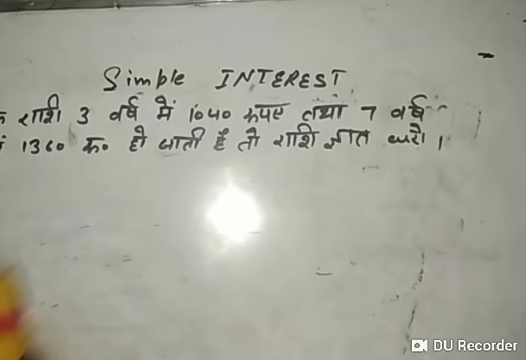 Simple INTEREST
राशी 3 वर्ष में 1040 रूपए तथा 7 वर्ष
1360 रू० हो जाती है तो राशि ज्ञात करो।
DU Recorder